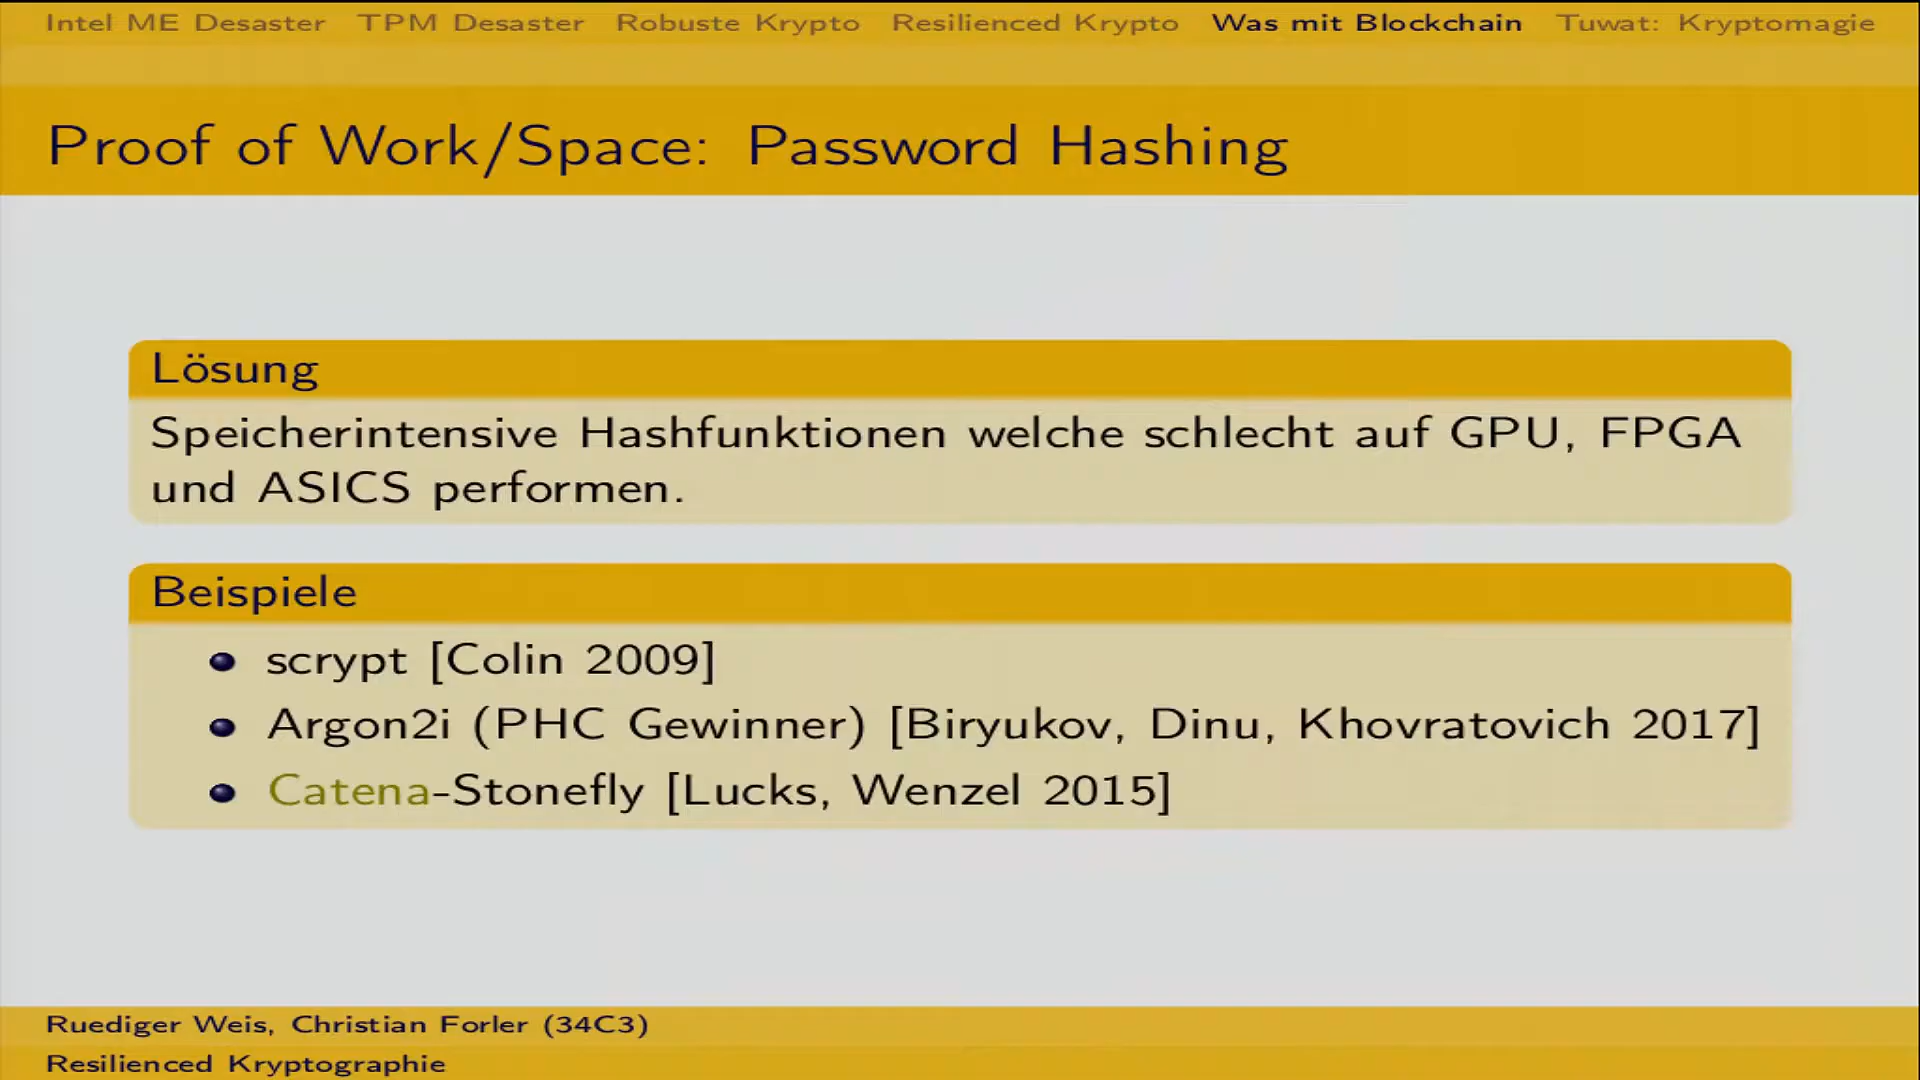 Intel ME Desaster TPM Desaster Robuste Krypto Resilienced Krypto Was mit Blockchain Tuwat: Kryptomagie
Proof of Work/Space: Password Hashing
Lösung
Speicherintensive Hashfunktionen welche schlecht auf GPU, FPGA
und ASICS performen.
Beispiele
scrypt [Colin 2009]
Argon2i (PHC Gewinner) [Biryukov, Dinu, Khovratovich 2017]
Catena-Stonefly [Lucks, Wenzel 2015]
Ruediger Weis, Christian Forler (34C3)
Resilienced Kryptographie